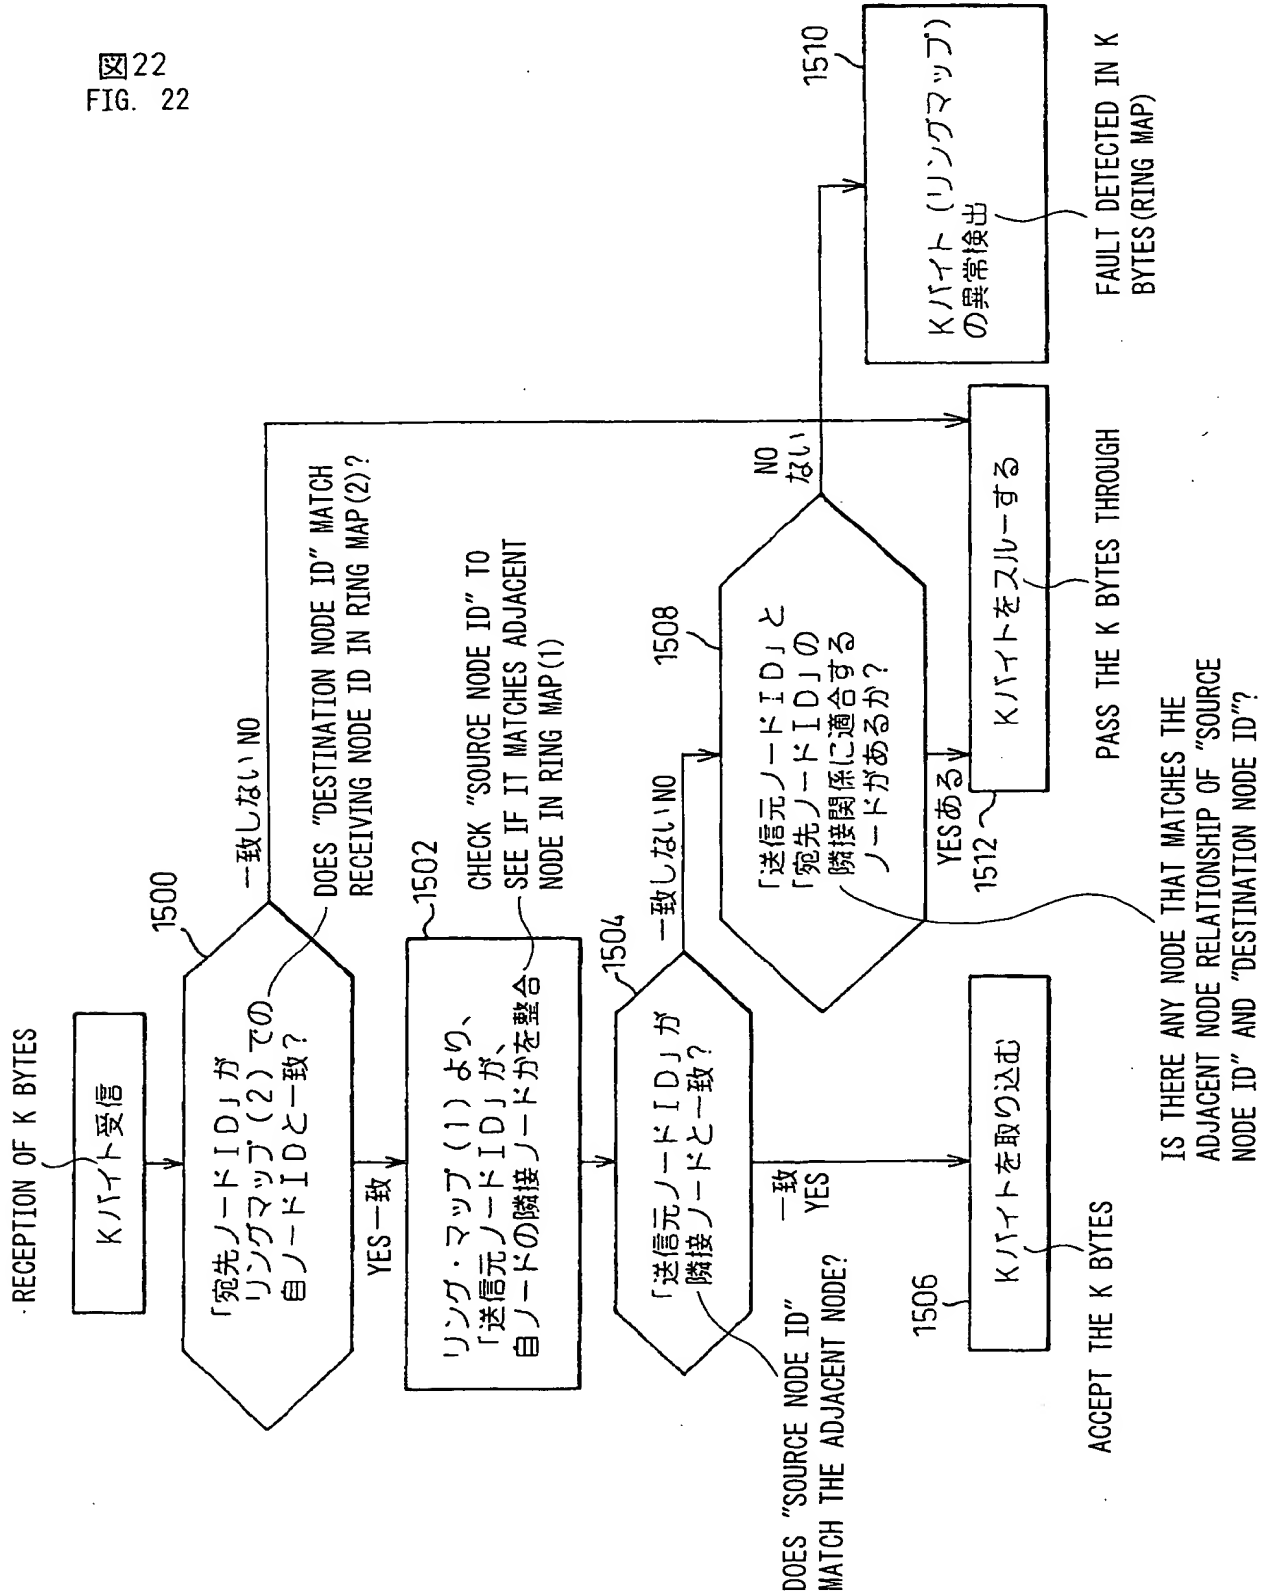 図22
FIG. 22
RECEPTION OF K BYTES
Kバイト受信
1500
「宛先ノードID」が
リングマップ(2)での
自ノードIDと一致?
DOES "DESTINATION NODE ID" MATCH
RECEIVING NODE ID IN RING MAP(2)?
一致しないNO
YES一致
1502
リング・マップ(1)より、
「送信元ノードID」が、
自ノードの隣接ノードかを整合
CHECK "SOURCE NODE ID" TO
SEE IF IT MATCHES ADJACENT
NODE IN RING MAP(1)
1504
「送信元ノードID」が
隣接ノードと一致?
DOES "SOURCE NODE ID"
MATCH THE ADJACENT NODE?
一致しないNO
一致
YES
1508
「送信元ノードID」と
「宛先ノードID」の
隣接関係に適合する
ノードがあるか?
NO
ない
YESある
IS THERE ANY NODE THAT MATCHES THE
ADJACENT NODE RELATIONSHIP OF "SOURCE
NODE ID" AND "DESTINATION NODE ID"?
1506
Kバイトを取り込む
ACCEPT THE K BYTES
1512
Kバイトをスルーする
PASS THE K BYTES THROUGH
1510
Kバイト(リングマップ)
の異常検出
FAULT DETECTED IN K
BYTES(RING MAP)